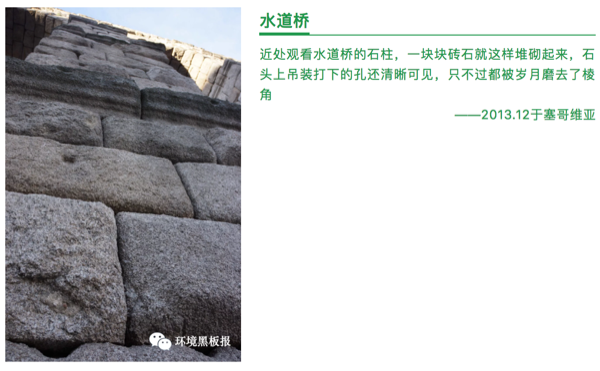 水道桥
近处观看水道桥的石柱，一块块砖石就这样堆砌起来，石
头上吊装打下的孔还清晰可见，只不过都被岁月磨去了棱
角
——2013.12于塞哥维亚
环境黑板报